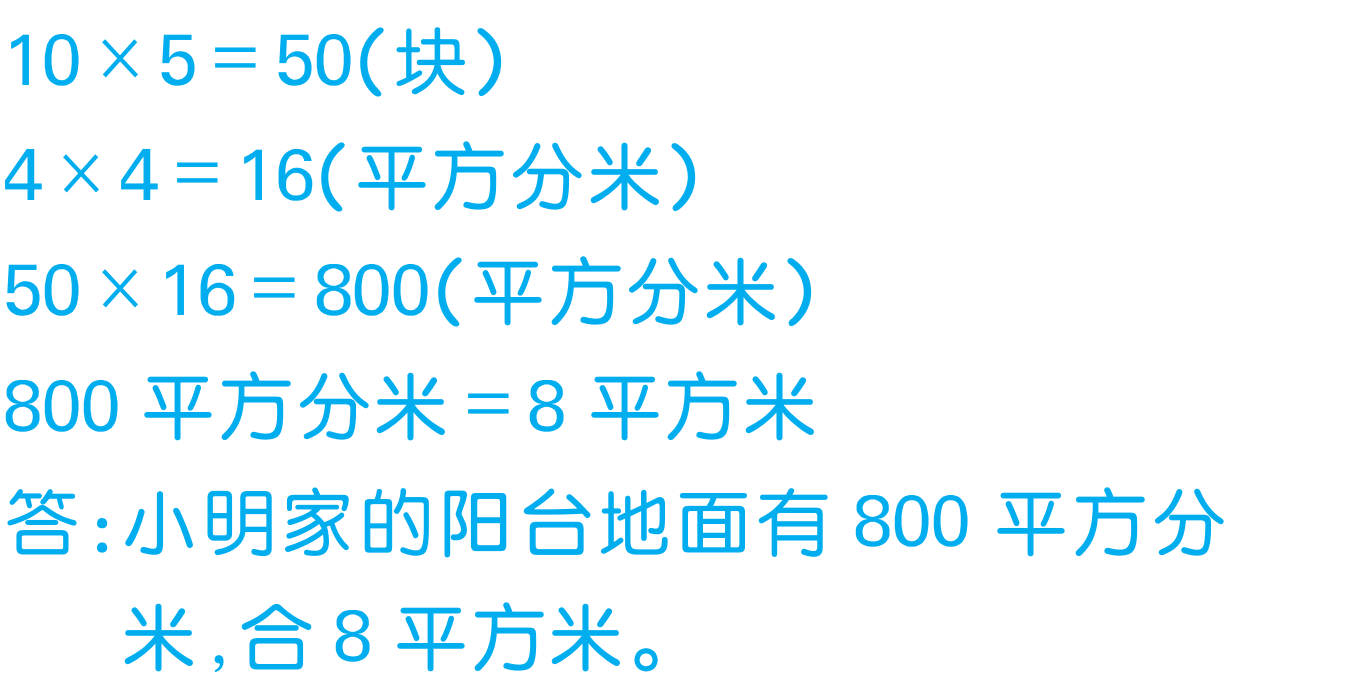 10×5=50(块)
4×4=16(平方分米)
50×16=800(平方分米)
800 平方分米=8 平方米
答:小明家的阳台地面有 800 平方分
米,合 8 平方米。